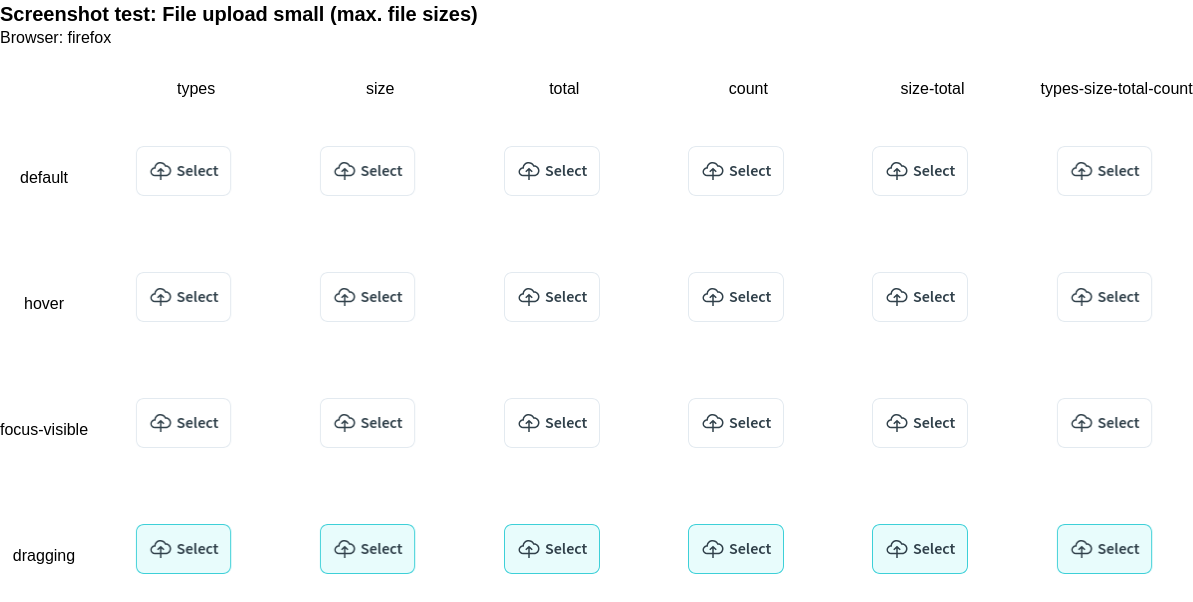 Screenshot test: File upload small (max. file sizes)
Browser: firefox
types size total count size-total types-size-total-count
default Select Select Select Select Select Select
hover Select Select Select Select Select Select
focus-visible Select Select Select Select Select Select
dragging Select Select Select Select Select Select